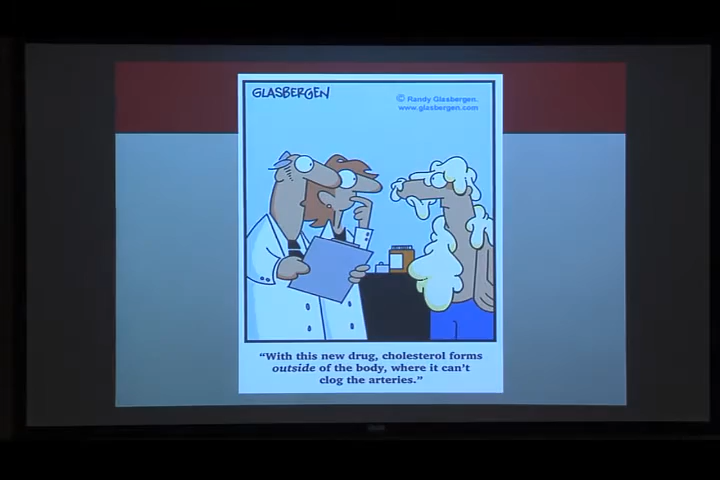 GLASBERGEN
© Randy Glasbergen.
www.glasbergen.com
“With this new drug, cholesterol forms
outside of the body, where it can’t
clog the arteries.”